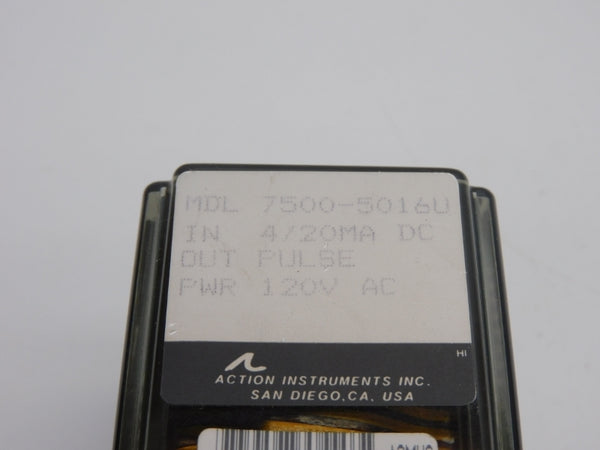 MDL 7500-5016U
IN 4/20MA DC
OUT PULSE
PWR 120V AC
HI
ACTION INSTRUMENTS INC.
SAN DIEGO,CA. USA